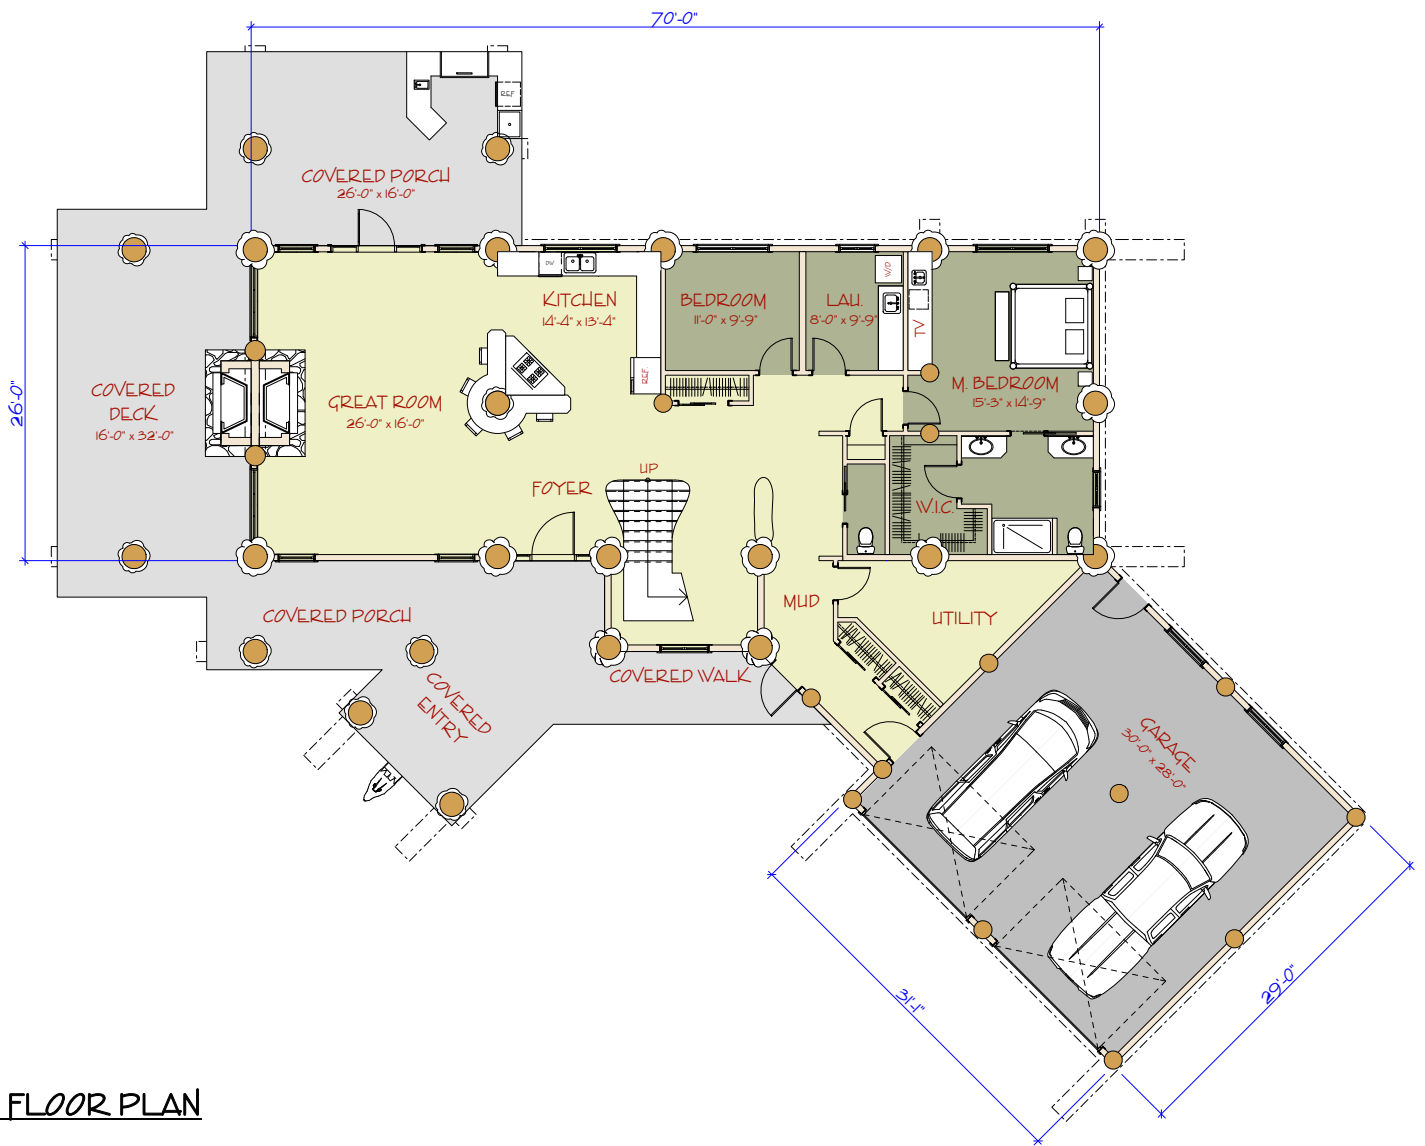 70'-0"
REF
COVERED PORCH
26'-0" x 16'-0"
26'-0"
DW
KITCHEN
14'-4" x 13'-4"
REF.
BEDROOM
11'-0" x 9'-9"
LAU.
8'-0" x 9'-9"
W/D
TV
M. BEDROOM
15'-3" x 14'-9"
COVERED
DECK
16'-0" x 32'-0"
GREAT ROOM
26'-0" x 16'-0"
FOYER
UP
W.I.C.
COVERED PORCH
MUD
UTILITY
COVERED WALK
COVERED
ENTRY
GARAGE
30'-0" x 28'-0"
31'-1"
29'-0"
FLOOR PLAN